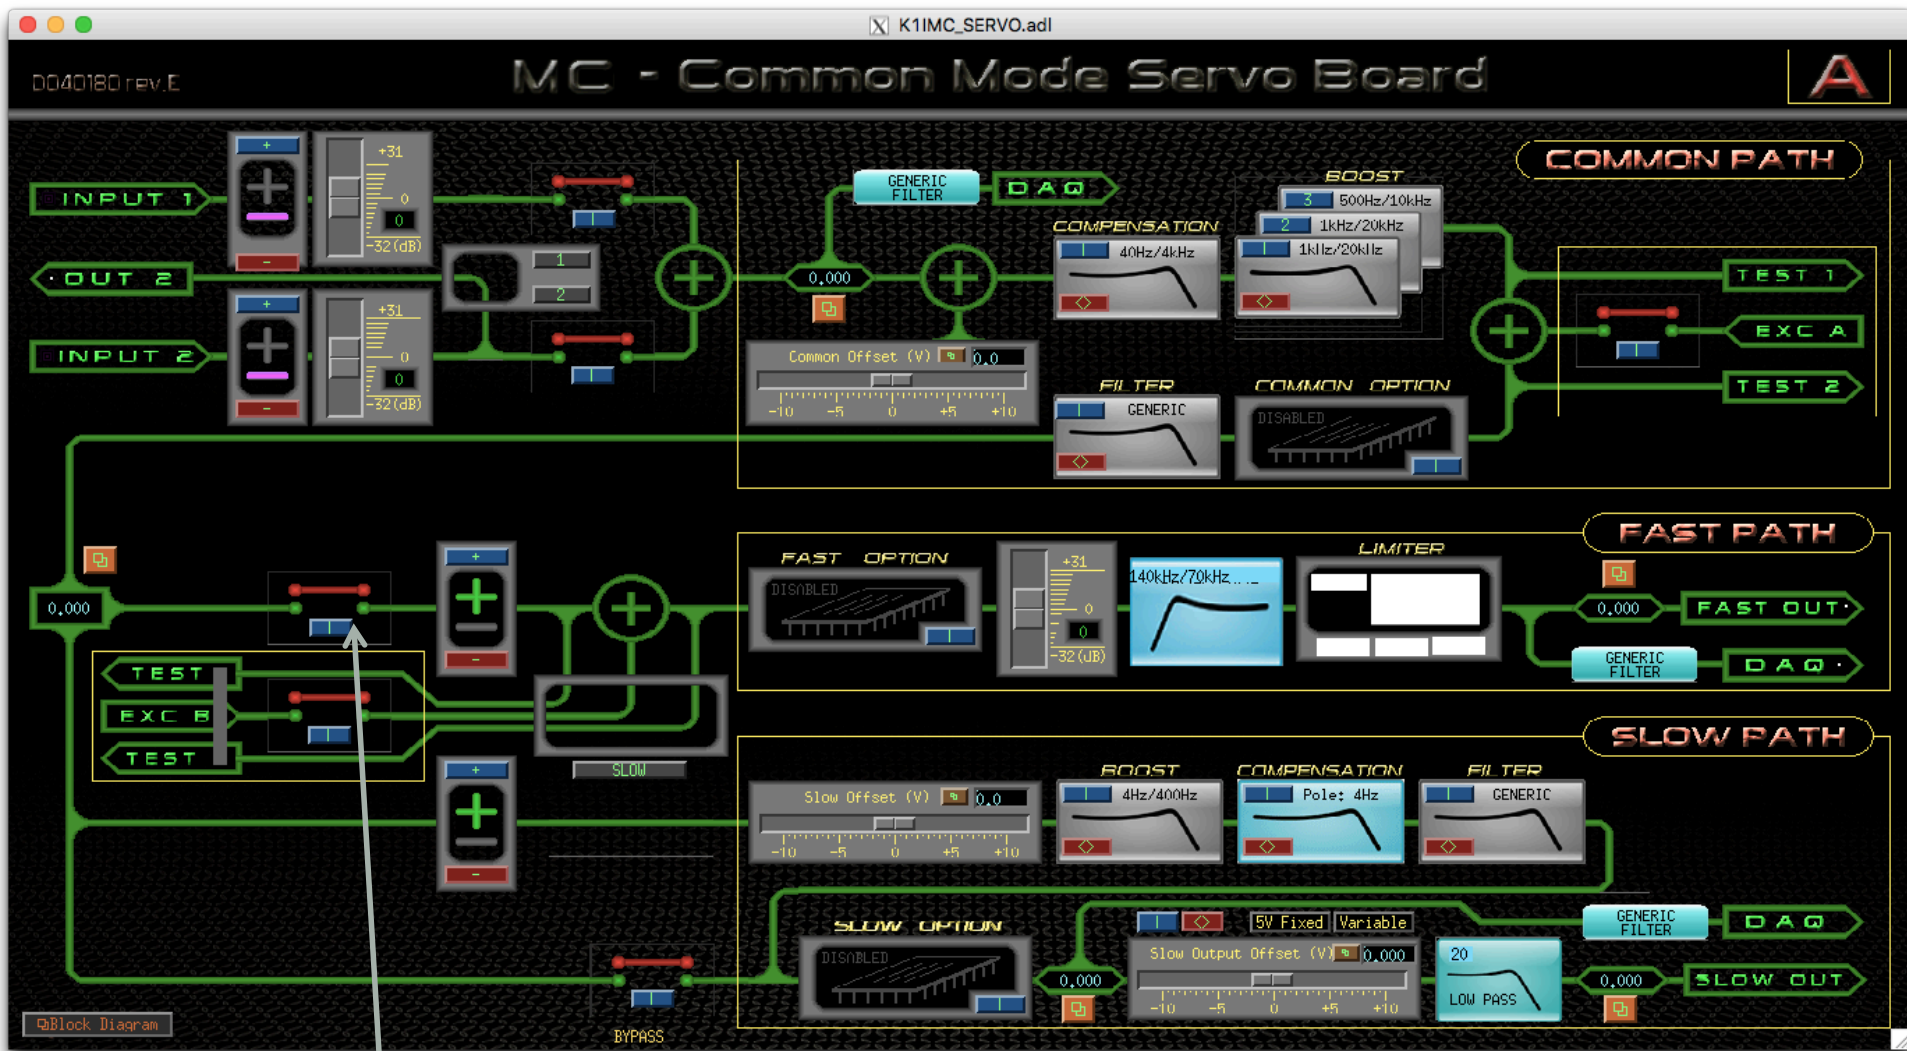 K1IMC_SERVO.adl
D040180 rev.E
MC - Common Mode Servo Board
A
COMMON PATH
INPUT 1
+
-
+31
0
0
-32(dB)
GENERIC
FILTER
DAQ
COMPENSATION
40Hz/4kHz
BOOST
3 500Hz/10kHz
2 1kHz/20kHz
1kHz/20kHz
OUT 2
1
2
0.000
TEST 1
EXC A
TEST 2
INPUT 2
+
-
+31
0
0
-32(dB)
Common Offset (V) 0.0
-10 -5 0 +5 +10
FILTER
GENERIC
COMMON OPTION
DISABLED
FAST PATH
0.000
+
-
FAST OPTION
DISABLED
+31
0
0
-32(dB)
140kHz/70kHz
LIMITER
0.000
FAST OUT
GENERIC
FILTER
DAQ
TEST
EXC B
TEST
SLOW
SLOW PATH
+
-
Slow Offset (V) 0.0
-10 -5 0 +5 +10
BOOST
4Hz/400Hz
COMPENSATION
Pole: 4Hz
FILTER
GENERIC
BYPASS
SLOW OPTION
DISABLED
0.000
5V Fixed Variable
Slow Output Offset (V) 0.000
-10 -5 0 +5 +10
20
LOW PASS
GENERIC
FILTER
DAQ
0.000
SLOW OUT
Block Diagram